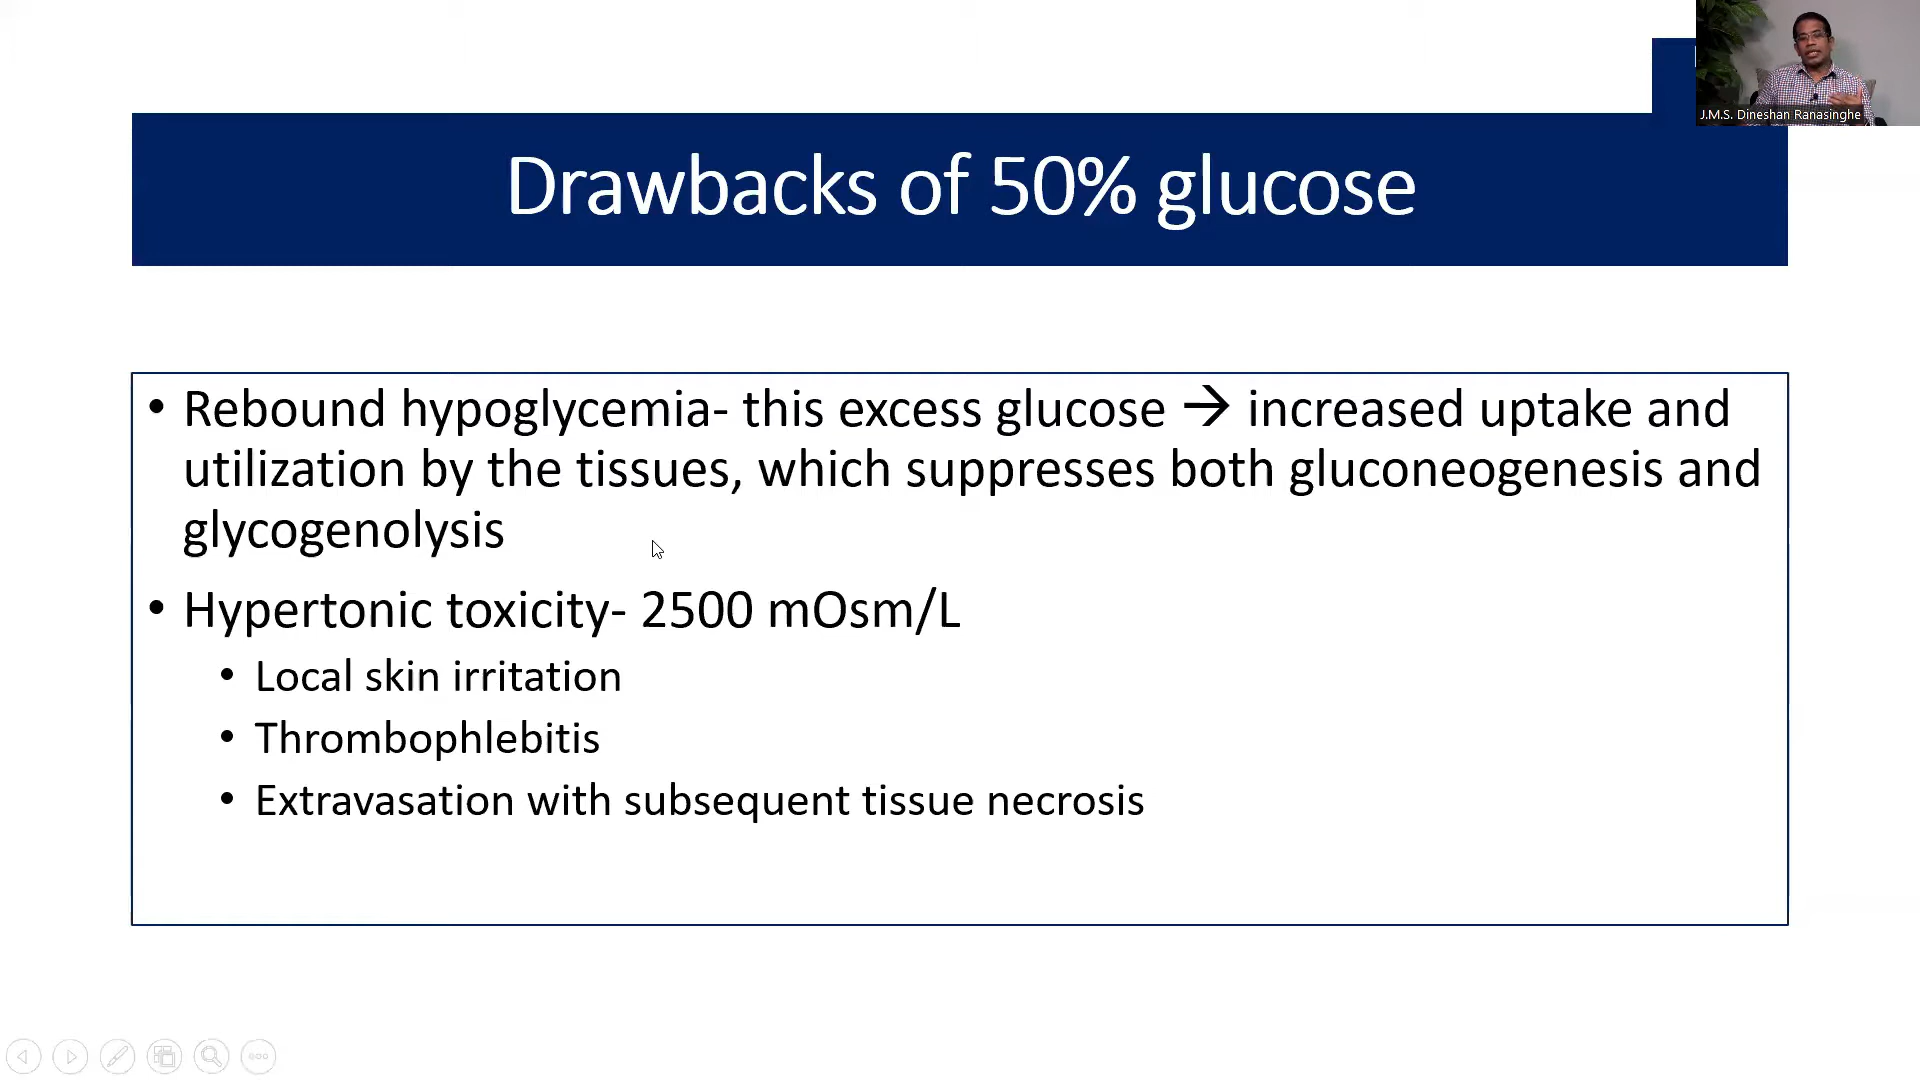 J.M.S. Dineshan Ranasinghe
Drawbacks of 50% glucose
• Rebound hypoglycemia- this excess glucose → increased uptake and
utilization by the tissues, which suppresses both gluconeogenesis and
glycogenolysis
• Hypertonic toxicity- 2500 mOsm/L
• Local skin irritation
• Thrombophlebitis
• Extravasation with subsequent tissue necrosis